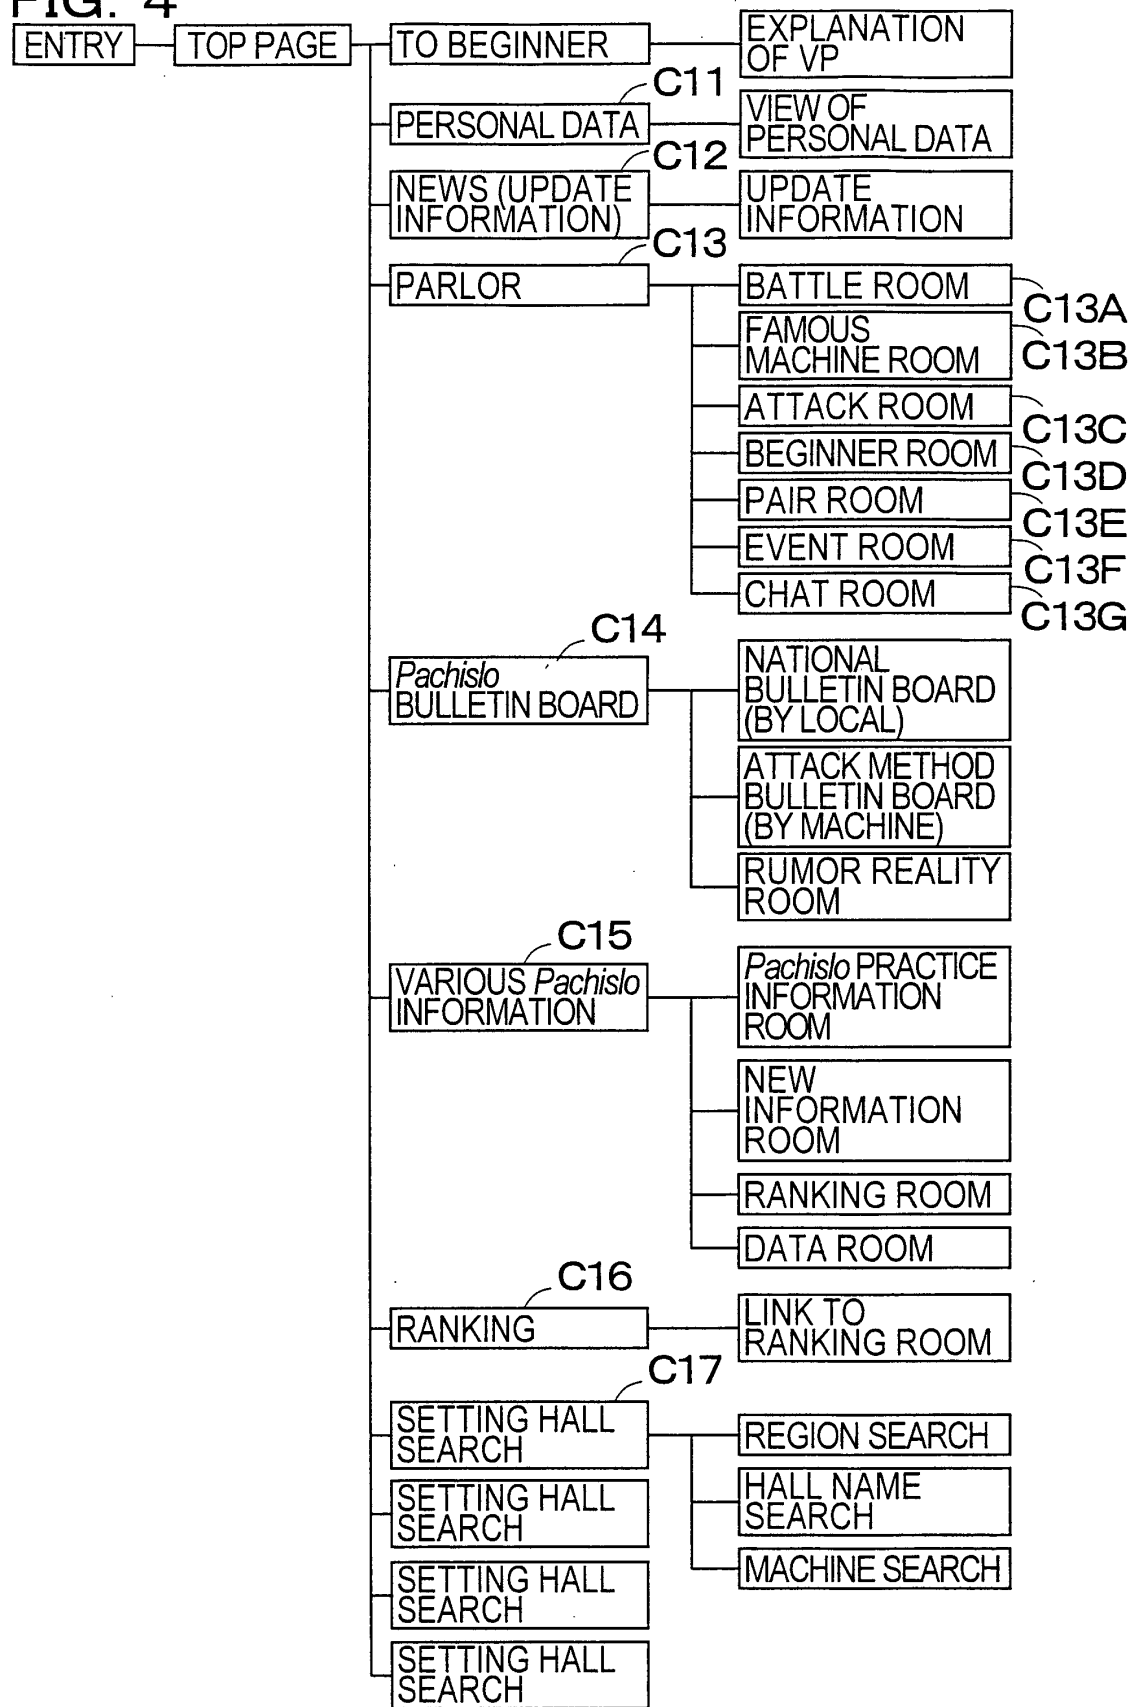 FIG. 4
ENTRY
TOP PAGE
TO BEGINNER
EXPLANATION
OF VP
C11
PERSONAL DATA
VIEW OF
PERSONAL DATA
C12
NEWS (UPDATE
INFORMATION)
UPDATE
INFORMATION
C13
PARLOR
BATTLE ROOM
C13A
FAMOUS
MACHINE ROOM
C13B
ATTACK ROOM
C13C
BEGINNER ROOM
C13D
PAIR ROOM
C13E
EVENT ROOM
C13F
CHAT ROOM
C13G
C14
Pachislo
BULLETIN BOARD
NATIONAL
BULLETIN BOARD
(BY LOCAL)
ATTACK METHOD
BULLETIN BOARD
(BY MACHINE)
RUMOR REALITY
ROOM
C15
VARIOUS Pachislo
INFORMATION
Pachislo PRACTICE
INFORMATION
ROOM
NEW
INFORMATION
ROOM
RANKING ROOM
DATA ROOM
C16
RANKING
LINK TO
RANKING ROOM
C17
SETTING HALL
SEARCH
REGION SEARCH
HALL NAME
SEARCH
MACHINE SEARCH
SETTING HALL
SEARCH
SETTING HALL
SEARCH
SETTING HALL
SEARCH